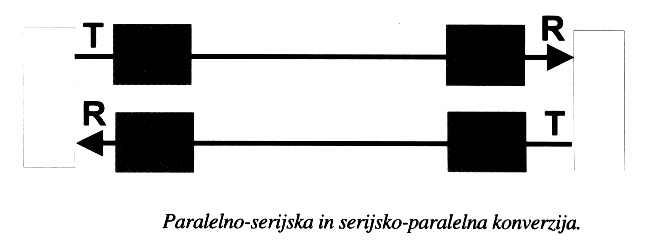 T R
R T
Paralelno-serijska in serijsko-paralelna konverzija.